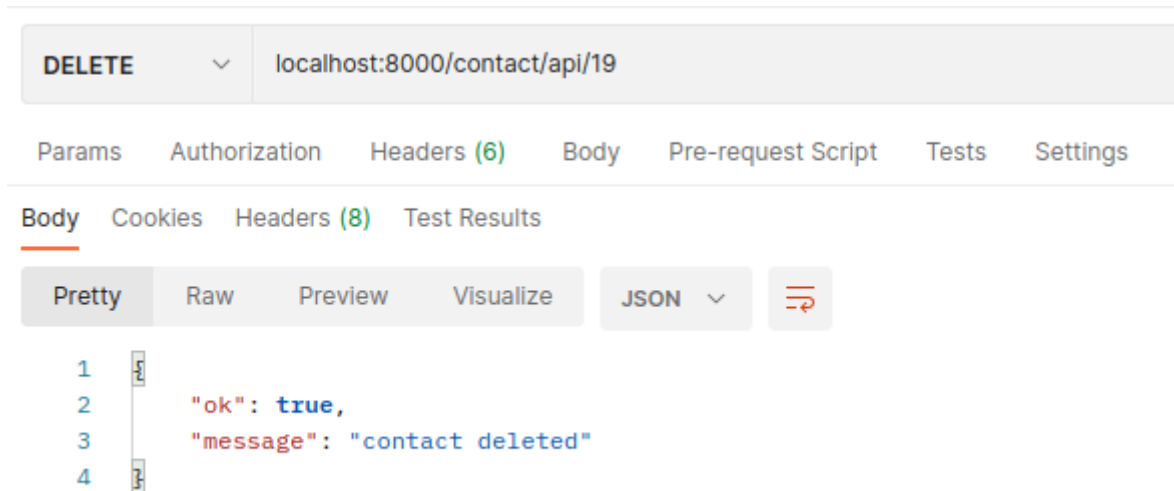 DELETE localhost:8000/contact/api/19
Params Authorization Headers (6) Body Pre-request Script Tests Settings
Body Cookies Headers (8) Test Results
Pretty Raw Preview Visualize JSON
1 {
2 "ok": true,
3 "message": "contact deleted"
4 }